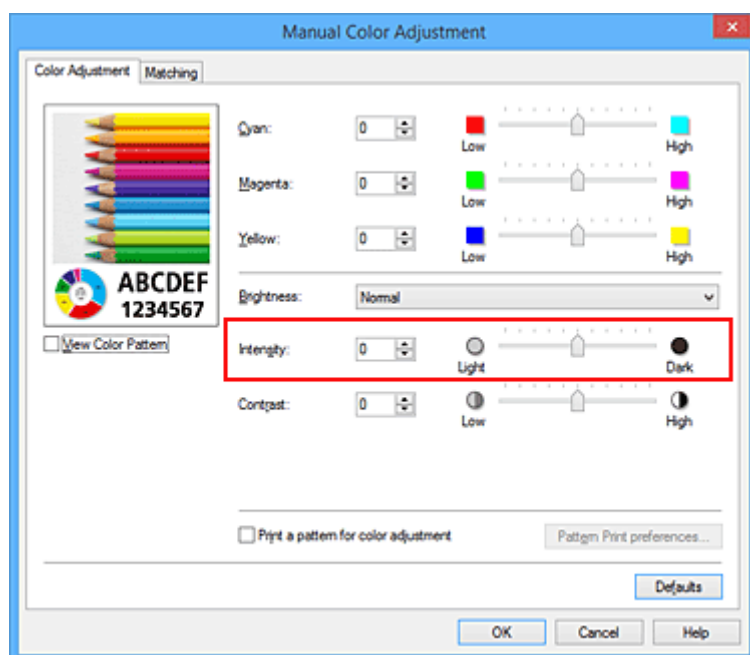 Manual Color Adjustment
Color Adjustment
Matching
ABCDEF
1234567
View Color Pattern
Cyan: 0
Low High
Magenta: 0
Low High
Yellow: 0
Low High
Brightness: Normal
Intensity: 0
Light Dark
Contrast: 0
Low High
Print a pattern for color adjustment
Pattern Print preferences...
Defaults
OK Cancel Help